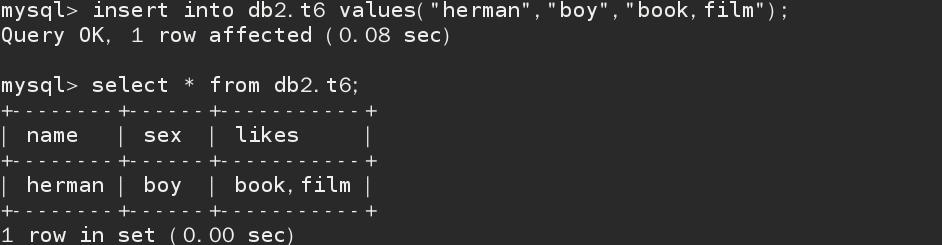 mysql> insert into db2.t6 values("herman","boy","book,film");
Query OK, 1 row affected (0.08 sec)
mysql> select * from db2.t6;
+--------+------+-----------+
| name   | sex  | likes     |
+--------+------+-----------+
| herman | boy  | book,film |
+--------+------+-----------+
1 row in set (0.00 sec)